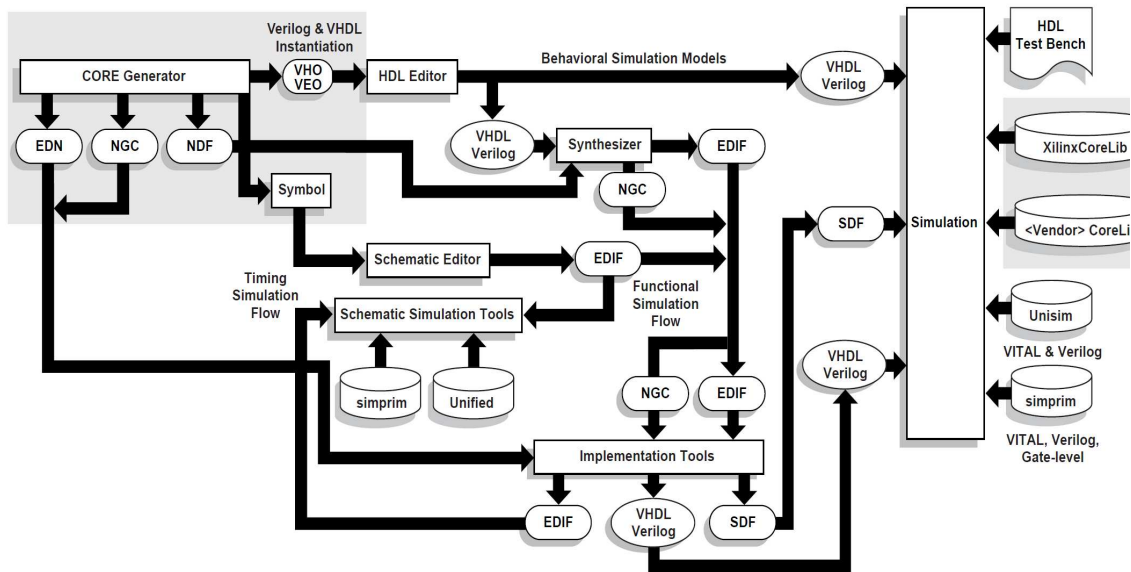 Verilog & VHDL
Instantiation
CORE Generator
VHO
VEO
HDL Editor
Behavioral Simulation Models
VHDL
Verilog
HDL
Test Bench
EDN
NGC
NDF
VHDL
Verilog
Synthesizer
EDIF
XilinxCoreLib
Symbol
NGC
SDF
Simulation
<Vendor> CoreLi
Schematic Editor
EDIF
Timing
Simulation
Flow
Functional
Simulation
Flow
Schematic Simulation Tools
Unisim
VITAL & Verilog
VHDL
Verilog
simprim
Unified
NGC
EDIF
simprim
VITAL, Verilog,
Gate-level
Implementation Tools
EDIF
VHDL
Verilog
SDF